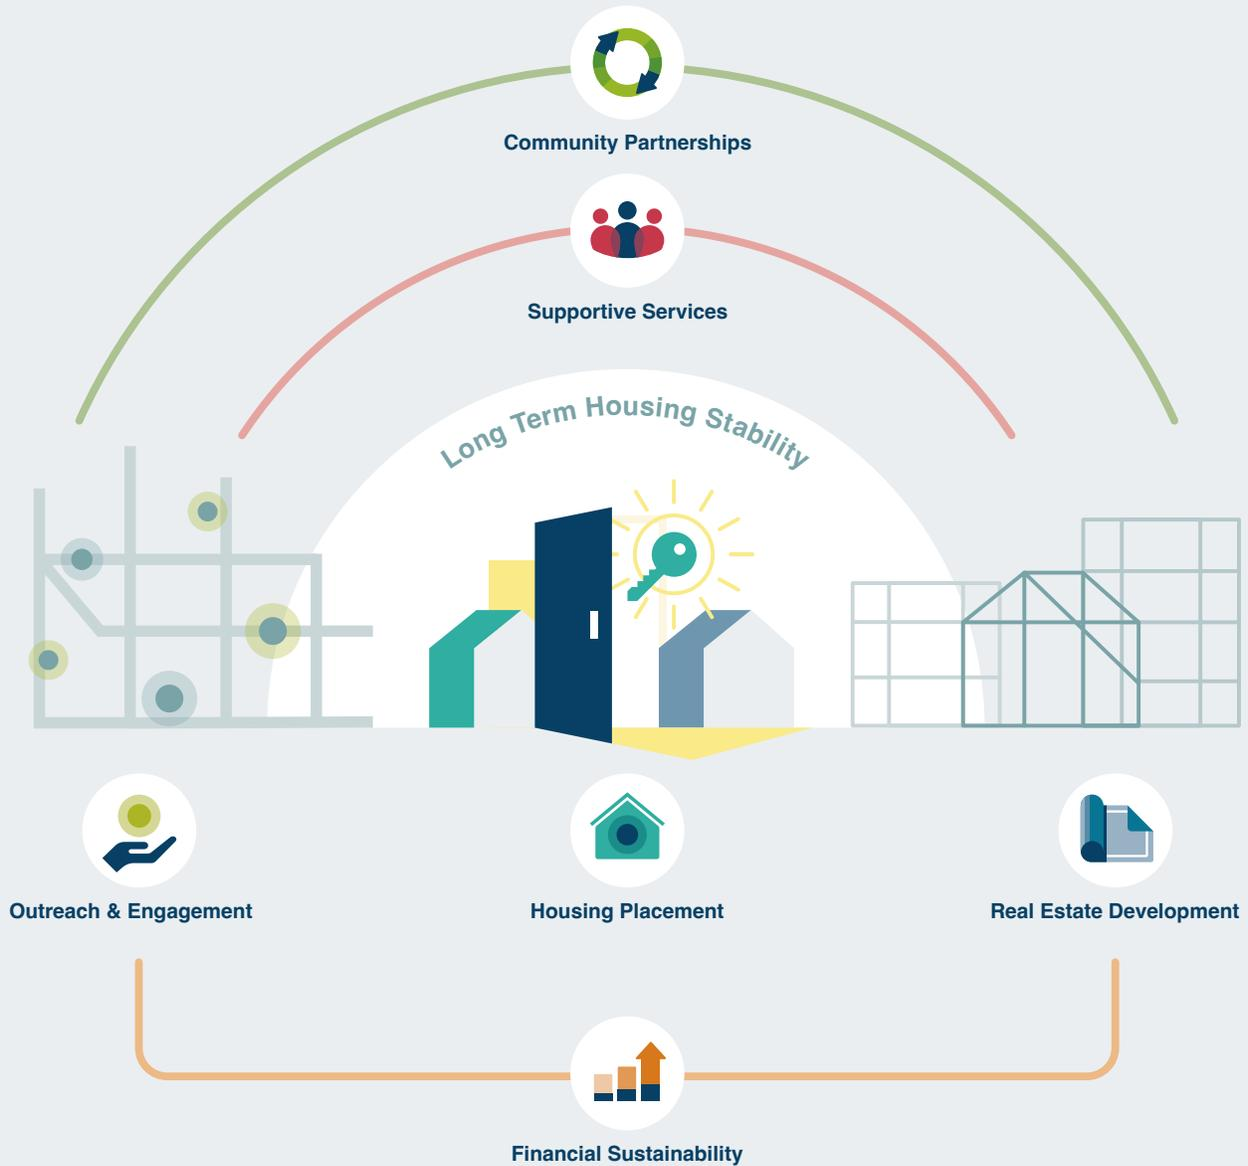 Community Partnerships
Supportive Services
Long Term Housing Stability
Outreach & Engagement
Housing Placement
Real Estate Development
Financial Sustainability